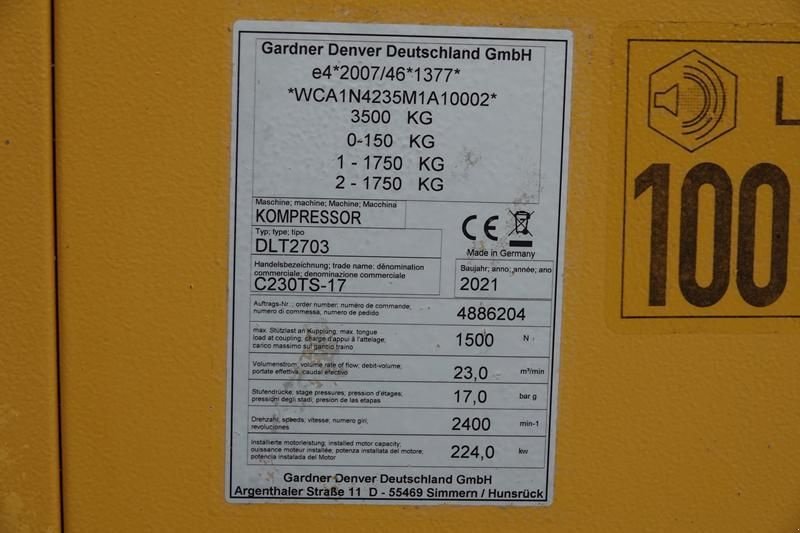 Gardner Denver Deutschland GmbH
e4*2007/46*1377*
*WCA1N4235M1A10002*
3500 KG
0-150 KG
1 - 1750 KG
2 - 1750 KG
Maschine; machine; Machine; Macchina
KOMPRESSOR
Typ; type; tipo
DLT2703
CE
Made in Germany
Handelsbezeichnung; trade name; dénomination
commerciale; denominazione commerciale
C230TS-17
Baujahr; anno; année; ano
2021
Auftrags-Nr.; order number; numéro de commande;
numero di commessa, numero de pedido
4886204
max. Stützlast an Kupplung; max. tongue
load at coupling; charge d'appui à l'attelage;
carico massimo sul gancio traino
1500 N
Volumenstrom; volume rate of flow; debit-volume;
portate effettiva, caudal efectivo
23,0 m³/min
Stufendrücke; stage pressures; pression d'étages;
pressioni degli stadi; presion de las etapas
17,0 bar g
Drehzahl; speeds; vitesse; numero giri;
revoluciones
2400 min-1
Installierte motorleistung; installed motor capacity;
ouissance moteur installée; potenza installata del motore;
potencia instalada del Motor
224,0 kw
Gardner Denver Deutschland GmbH
Argenthaler Straße 11 D - 55469 Simmern / Hunsrück
L
100